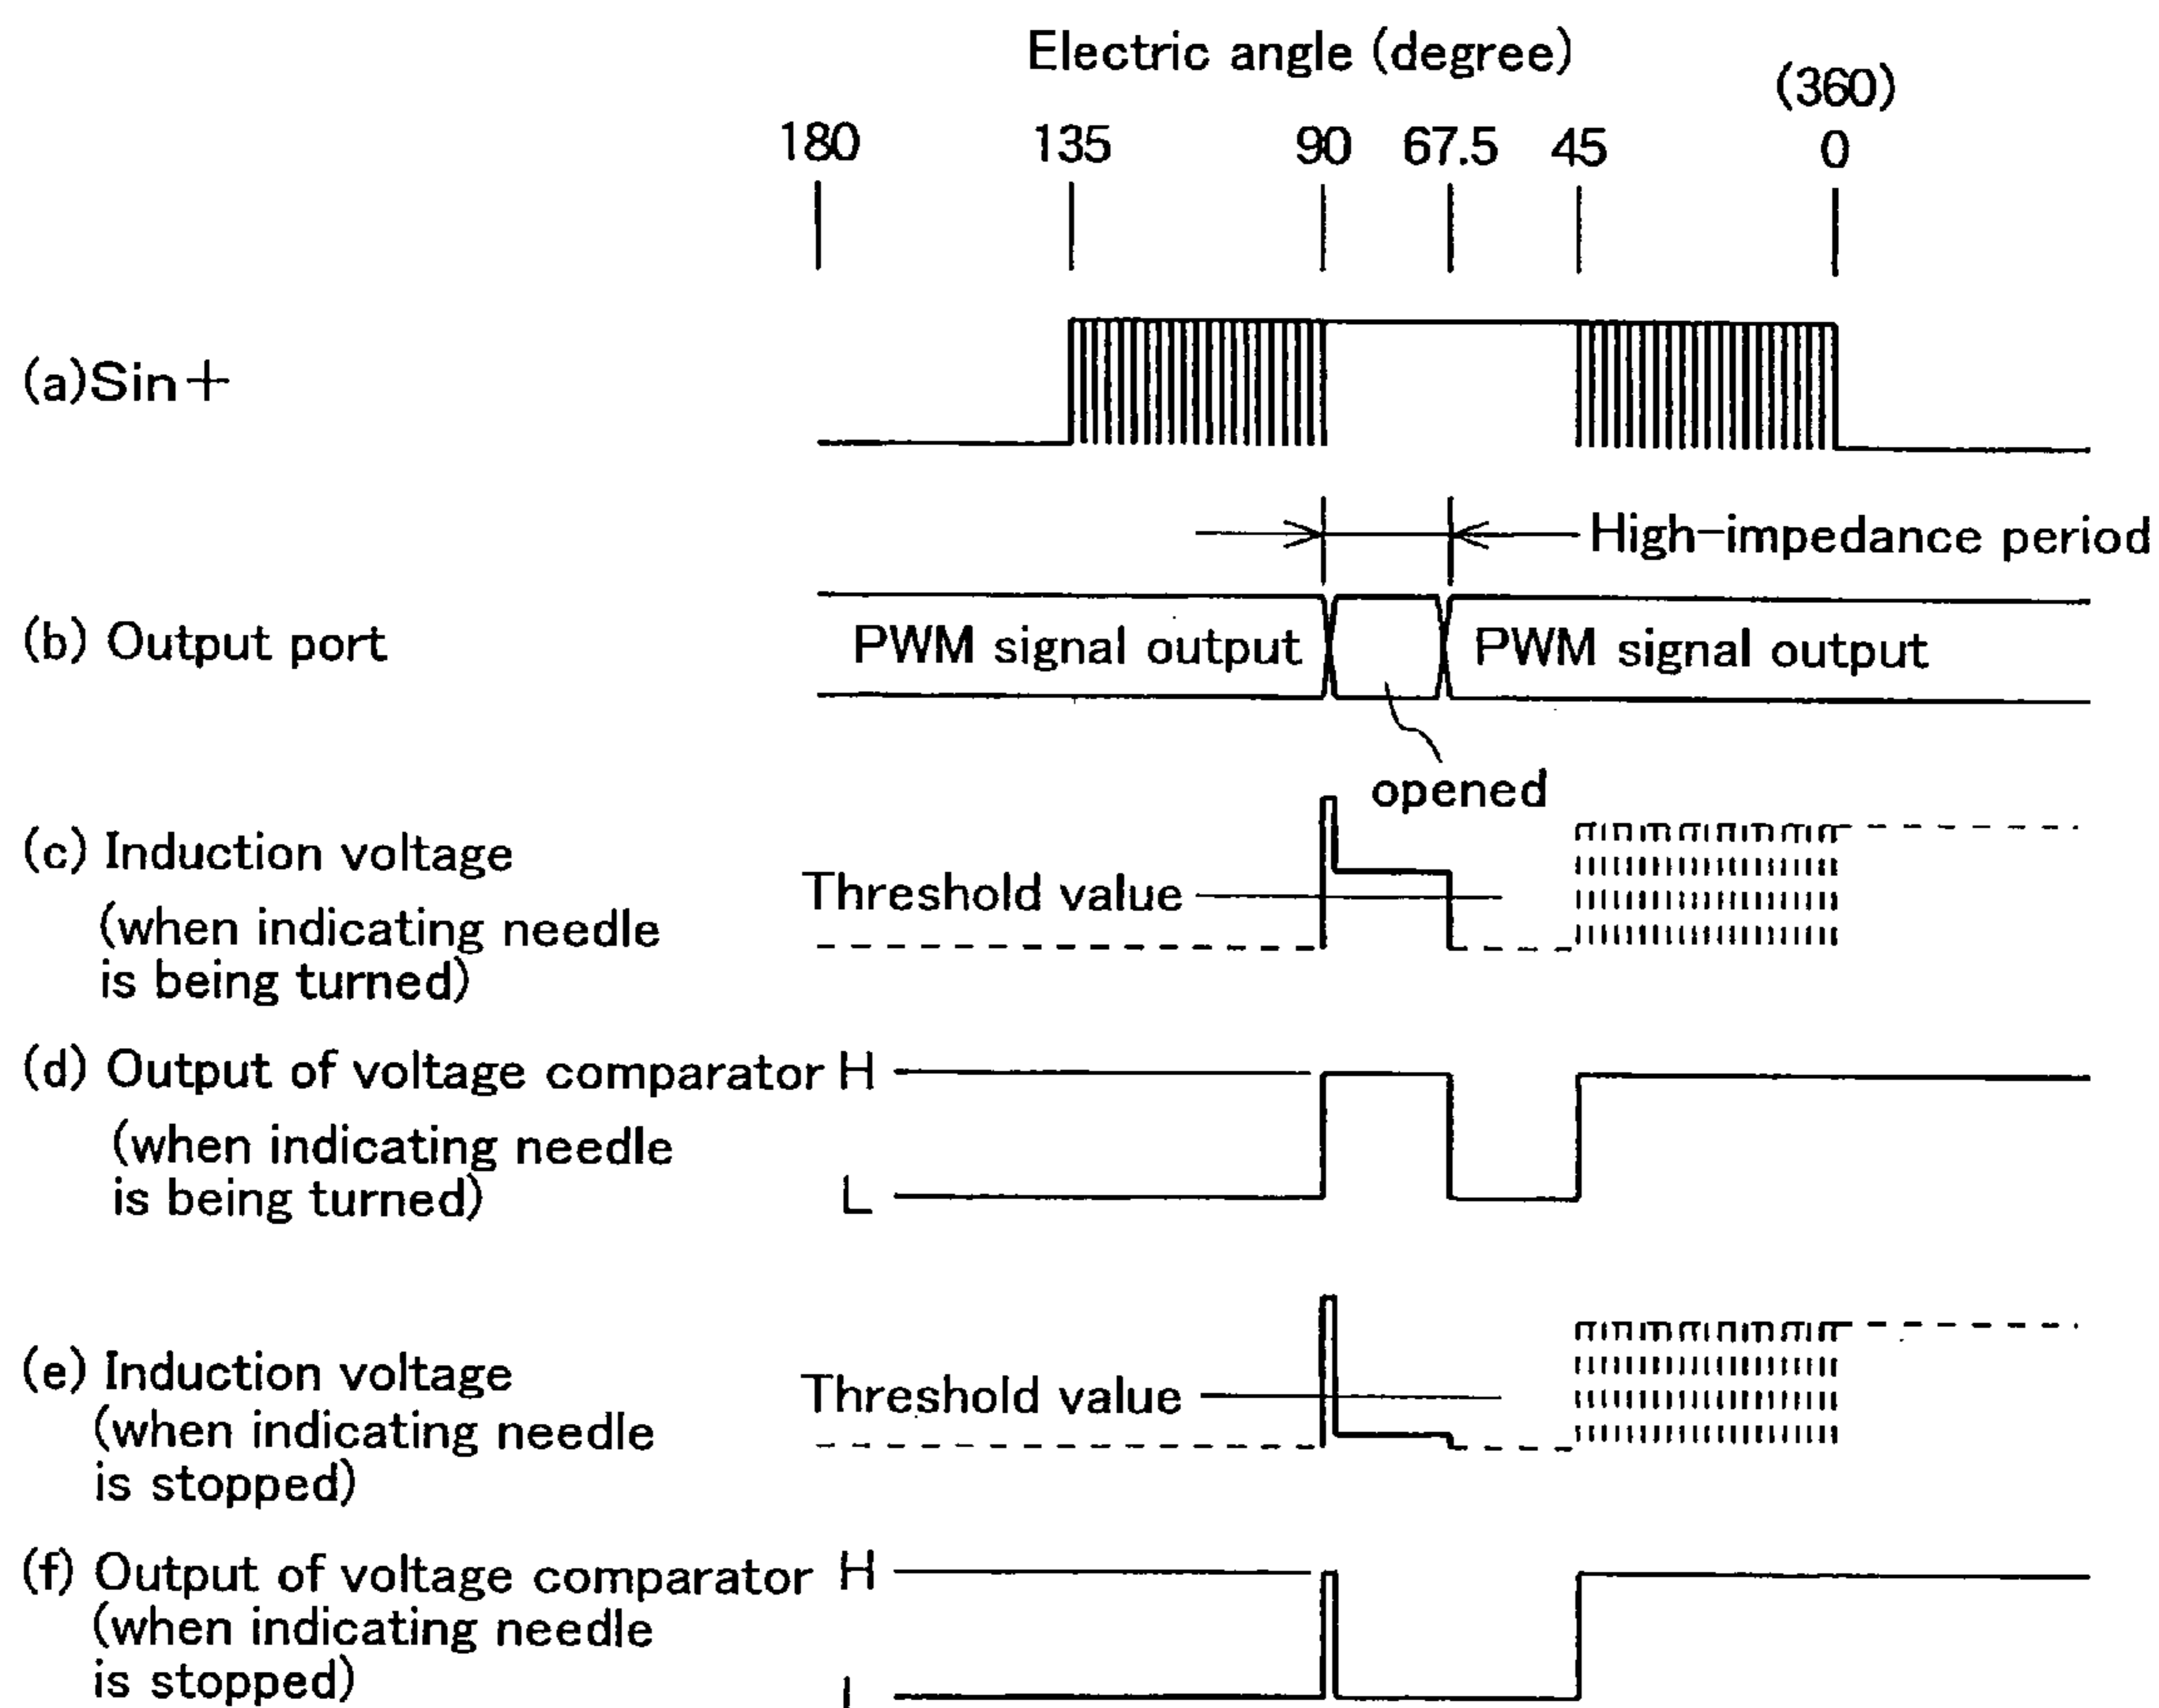 Electric angle (degree)
(360)
180 135 90 67.5 45 0
(a)Sin+
High-impedance period
(b) Output port
PWM signal output
PWM signal output
opened
(c) Induction voltage
(when indicating needle
is being turned)
Threshold value
(d) Output of voltage comparator H
(when indicating needle
is being turned)
L
(e) Induction voltage
(when indicating needle
is stopped)
Threshold value
(f) Output of voltage comparator H
(when indicating needle
is stopped)